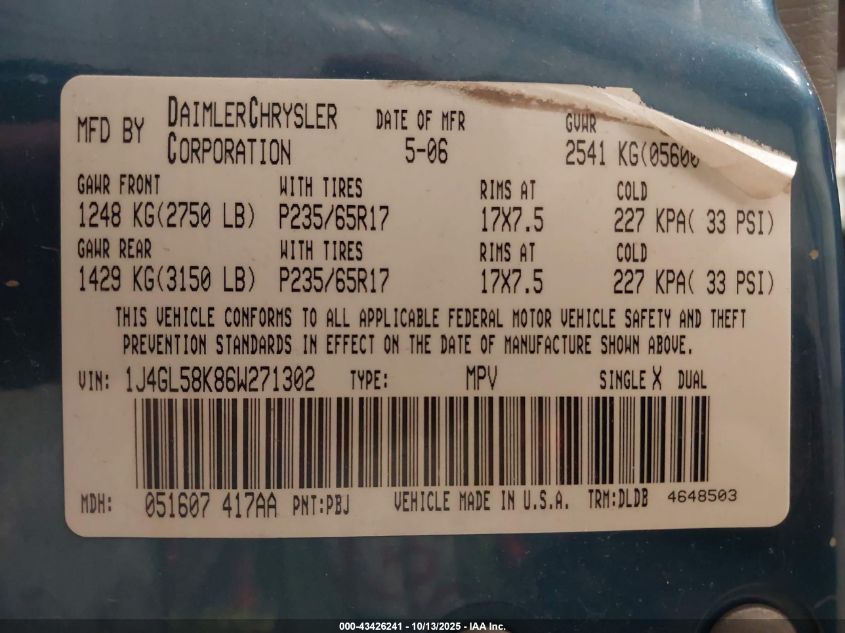 MFD BY DAIMLERCHRYSLER CORPORATION DATE OF MFR 5-06 GVWR 2541 KG(05600
GAWR FRONT WITH TIRES RIMS AT COLD
1248 KG(2750 LB) P235/65R17 17X7.5 227 KPA( 33 PSI)
GAWR REAR WITH TIRES RIMS AT COLD
1429 KG(3150 LB) P235/65R17 17X7.5 227 KPA( 33 PSI)
THIS VEHICLE CONFORMS TO ALL APPLICABLE FEDERAL MOTOR VEHICLE SAFETY AND THEFT
PREVENTION STANDARDS IN EFFECT ON THE DATE OF MANUFACTURE SHOWN ABOVE.
VIN: 1J4GL58K86W271302 TYPE: MPV SINGLE X DUAL
MDH: 051607 417AA PNT:PBJ VEHICLE MADE IN U.S.A. TRM:DLDB 4648503
000-43426241 - 10/13/2025 - IAA Inc.